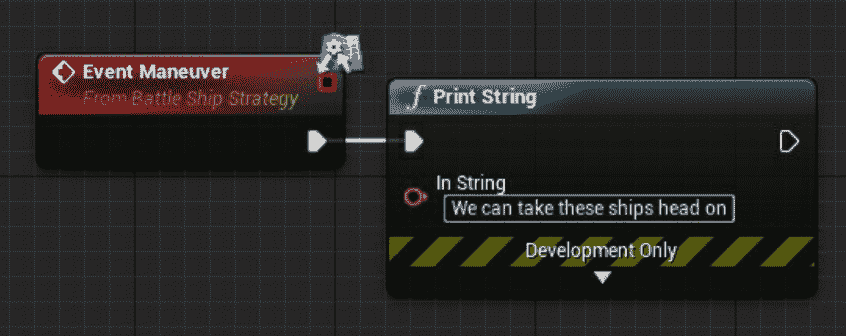 Event Maneuver
From Battle Ship Strategy
Print String
In String
We can take these ships head on
Development Only